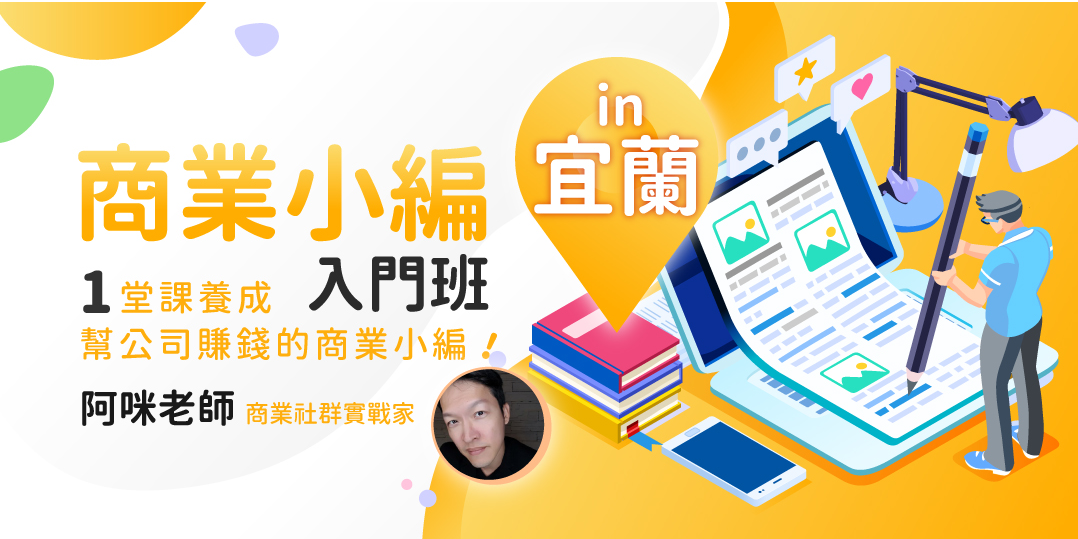 商業小編
入門班
in
宜蘭
1堂課養成
幫公司賺錢的商業小編！
阿咪老師 商業社群實戰家